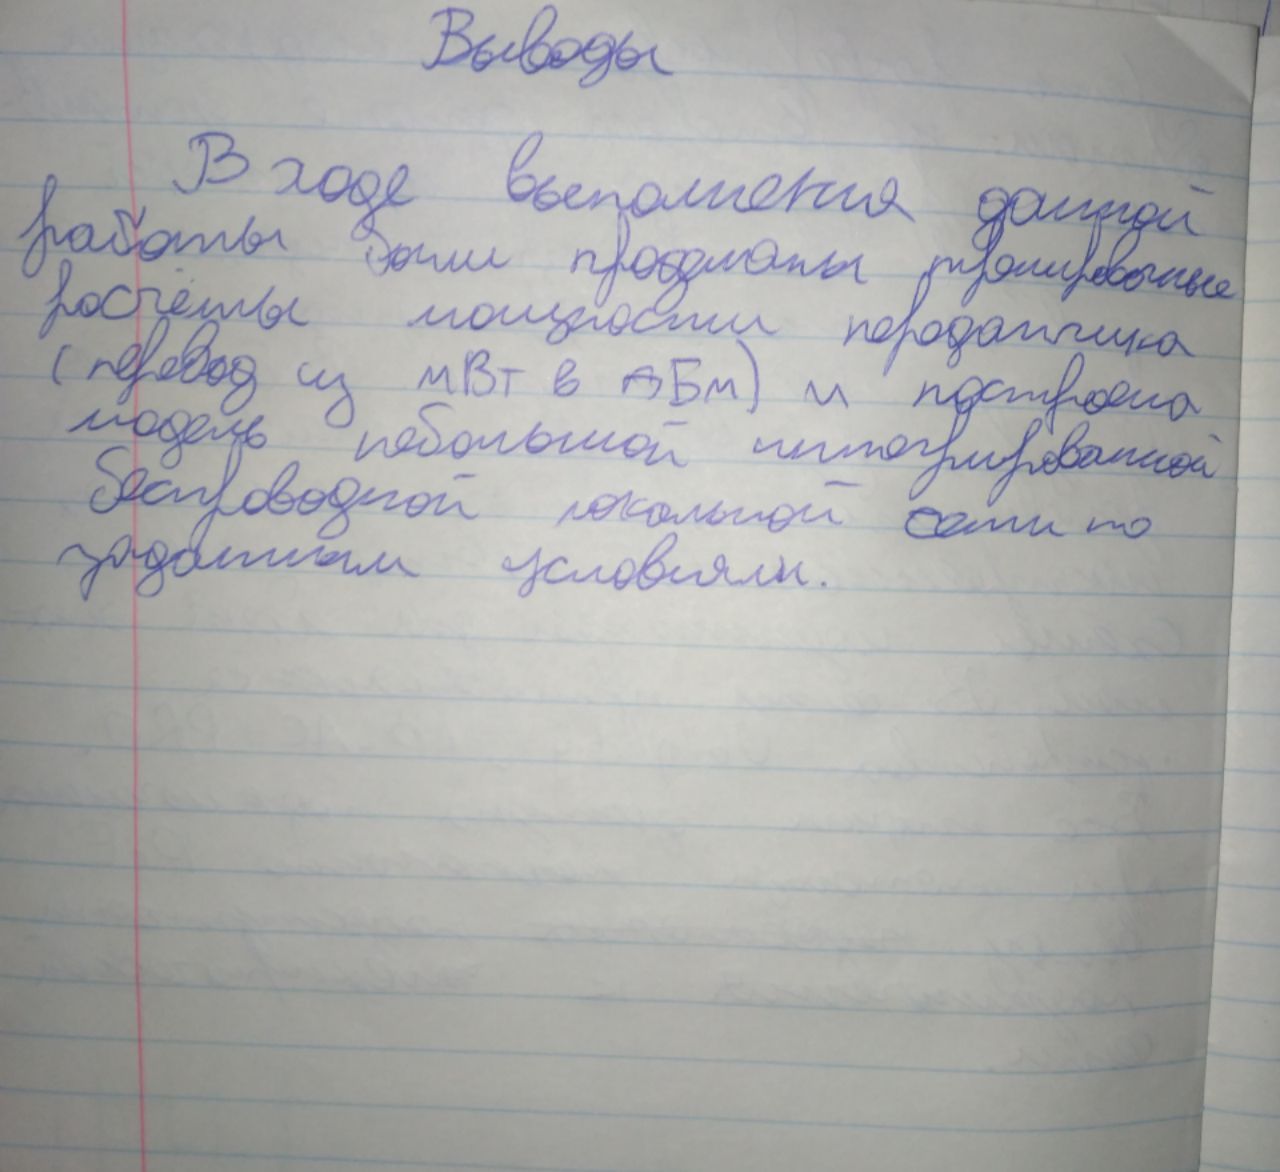 Выводы
В ходе выполнения данной
работы были проделаны тренировочные
расчёты мощности передатчика
(перевод из мВт в дБм) и построена
модель небольшой интегрированной
беспроводной локальной сети по
заданным условиям.